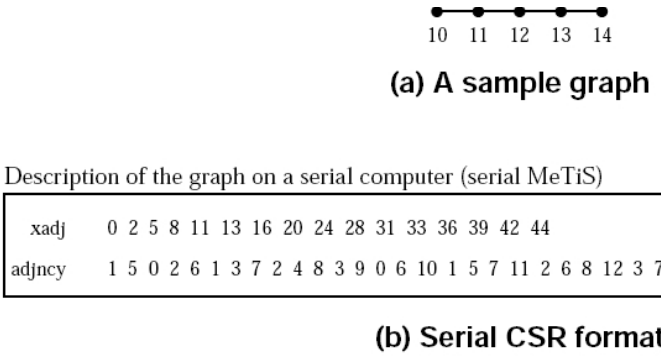 10 11 12 13 14
(a) A sample graph
Description of the graph on a serial computer (serial MeTiS)
xadj 0 2 5 8 11 13 16 20 24 28 31 33 36 39 42 44
adjncy 1 5 0 2 6 1 3 7 2 4 8 3 9 0 6 10 1 5 7 11 2 6 8 12 3 7
(b) Serial CSR format